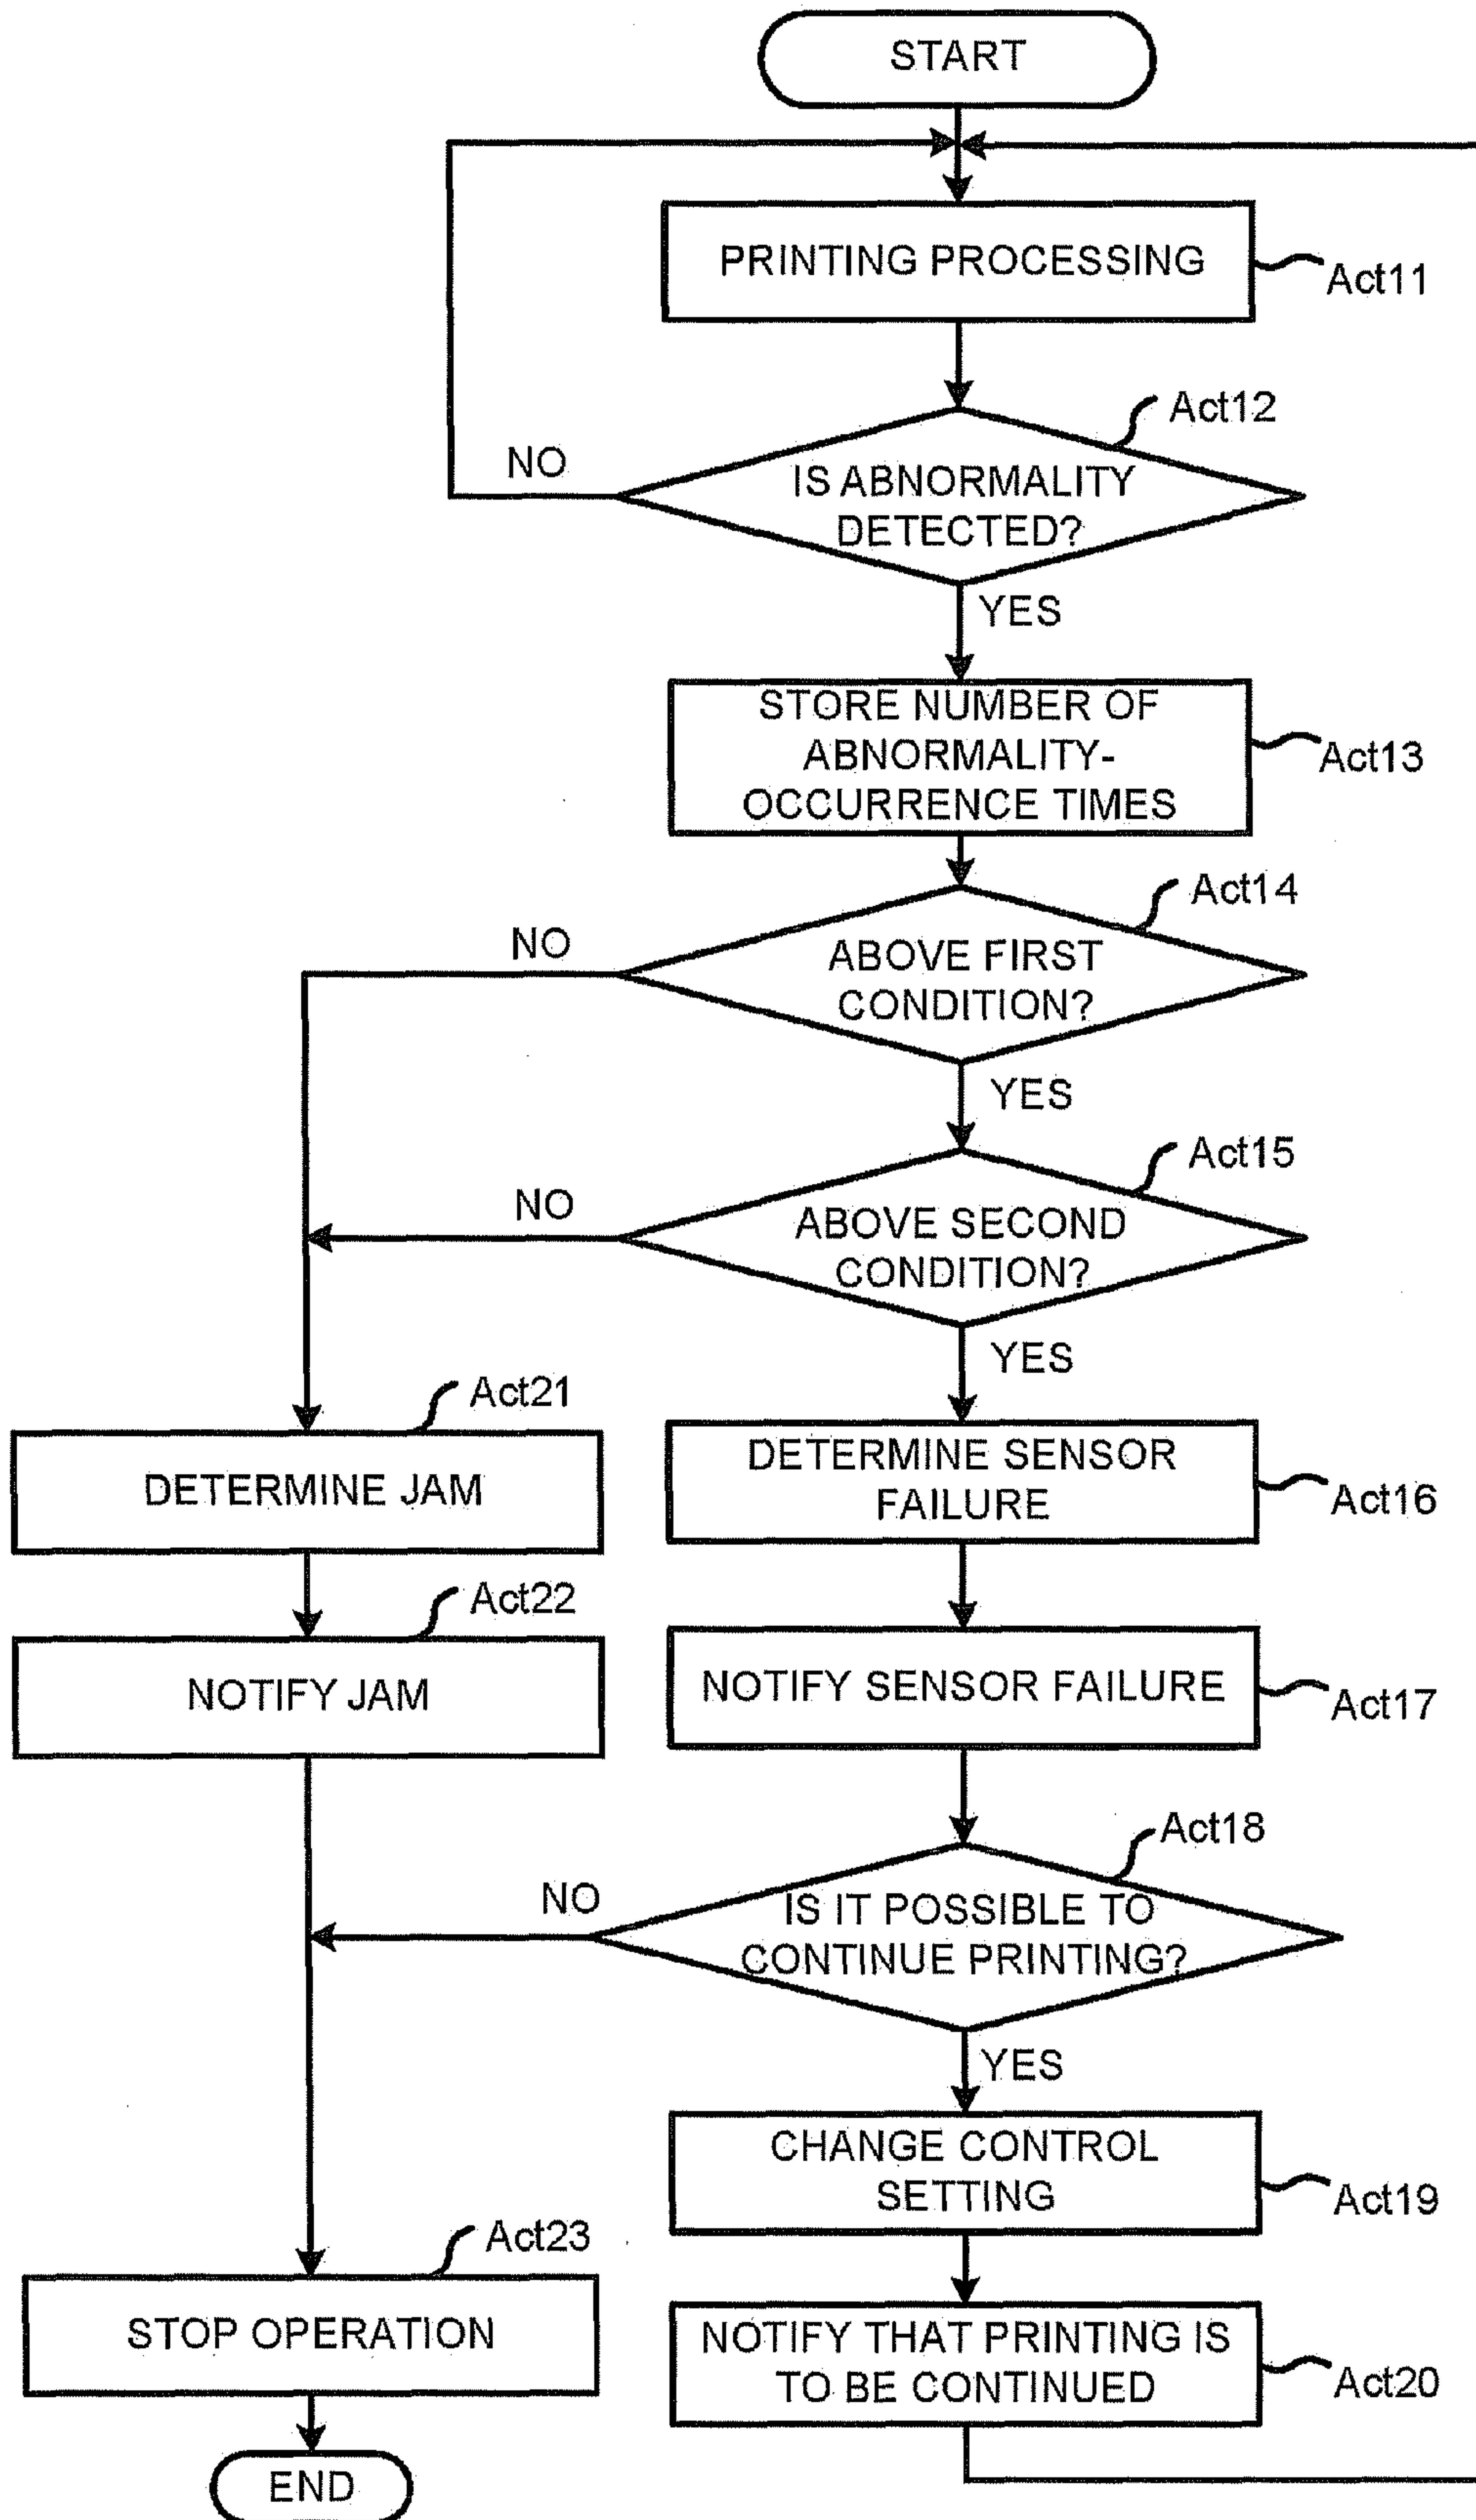 START
PRINTING PROCESSING
Act11
Act12
NO
IS ABNORMALITY
DETECTED?
YES
STORE NUMBER OF
ABNORMALITY-
OCCURRENCE TIMES
Act13
Act14
NO
ABOVE FIRST
CONDITION?
YES
Act15
NO
ABOVE SECOND
CONDITION?
YES
Act21
DETERMINE JAM
DETERMINE SENSOR
FAILURE
Act16
Act22
NOTIFY JAM
NOTIFY SENSOR FAILURE
Act17
Act18
NO
IS IT POSSIBLE TO
CONTINUE PRINTING?
YES
CHANGE CONTROL
SETTING
Act19
Act23
STOP OPERATION
NOTIFY THAT PRINTING IS
TO BE CONTINUED
Act20
END